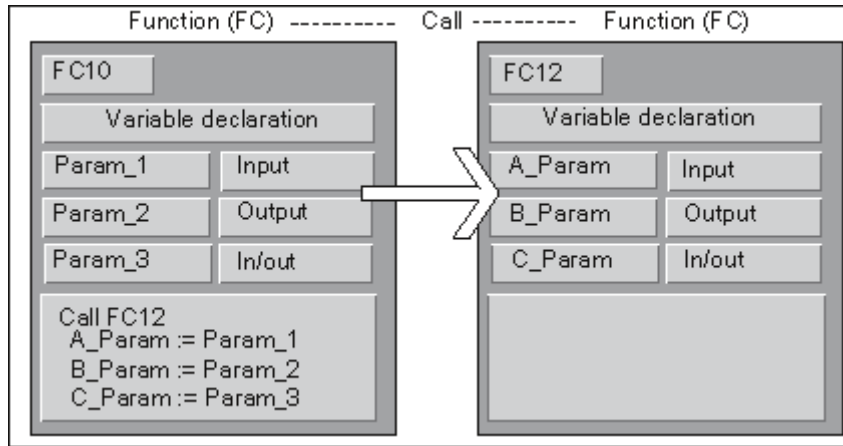 Function (FC) ---------- Call ---------- Function (FC)
FC10
Variable declaration
Param_1 Input
Param_2 Output
Param_3 In/out
Call FC12
A_Param := Param_1
B_Param := Param_2
C_Param := Param_3
FC12
Variable declaration
A_Param Input
B_Param Output
C_Param In/out